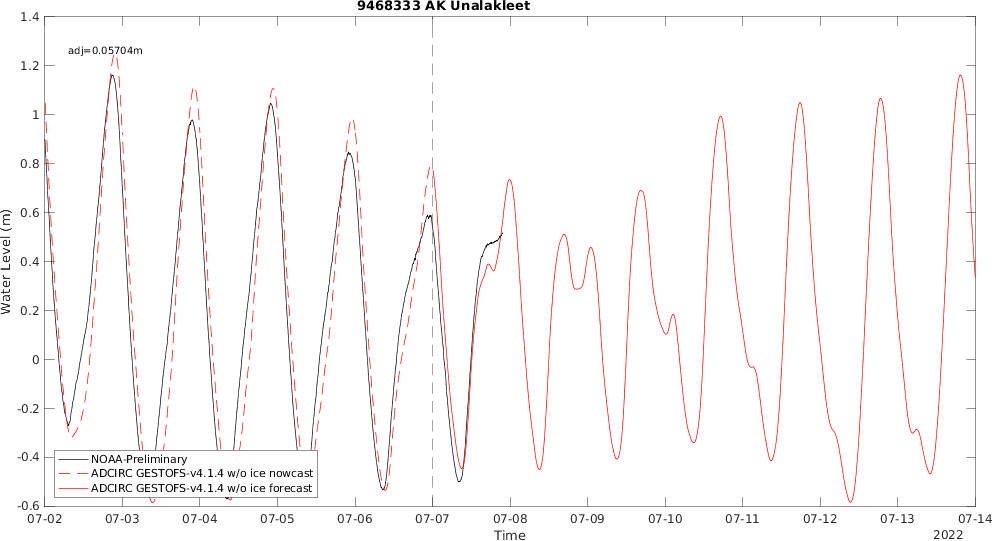 9468333 AK Unalakleet
adj=0.05704m
1.4
1.2
1
0.8
0.6
0.4
0.2
0
-0.2
-0.4
-0.6
Water Level (m)
NOAA-Preliminary
ADCIRC GESTOFS-v4.1.4 w/o ice nowcast
ADCIRC GESTOFS-v4.1.4 w/o ice forecast
07-02 07-03 07-04 07-05 07-06 07-07 07-08 07-09 07-10 07-11 07-12 07-13 07-14
Time
2022